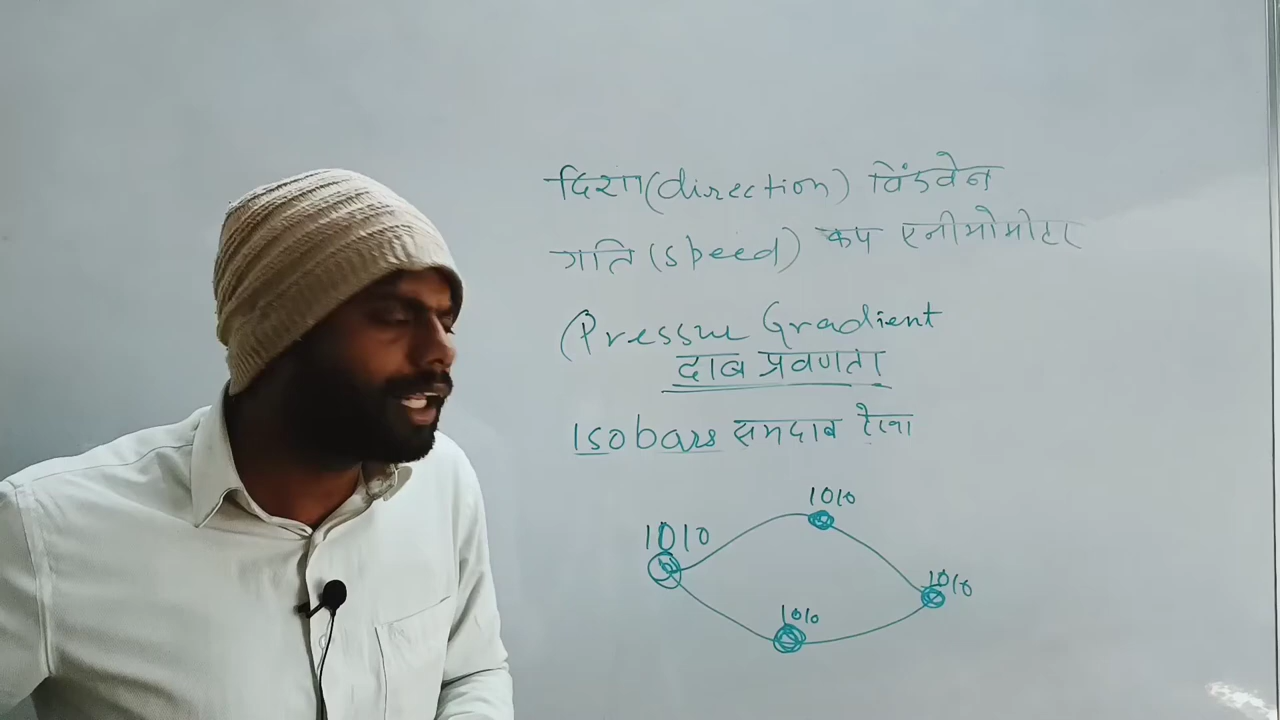 दिशा (direction) विंडवेन
गति (speed) कप एनीमोमीटर
(Pressure Gradient
दाब प्रवणता
Isobars समदाब रेखा
1010
1010
1010
1010